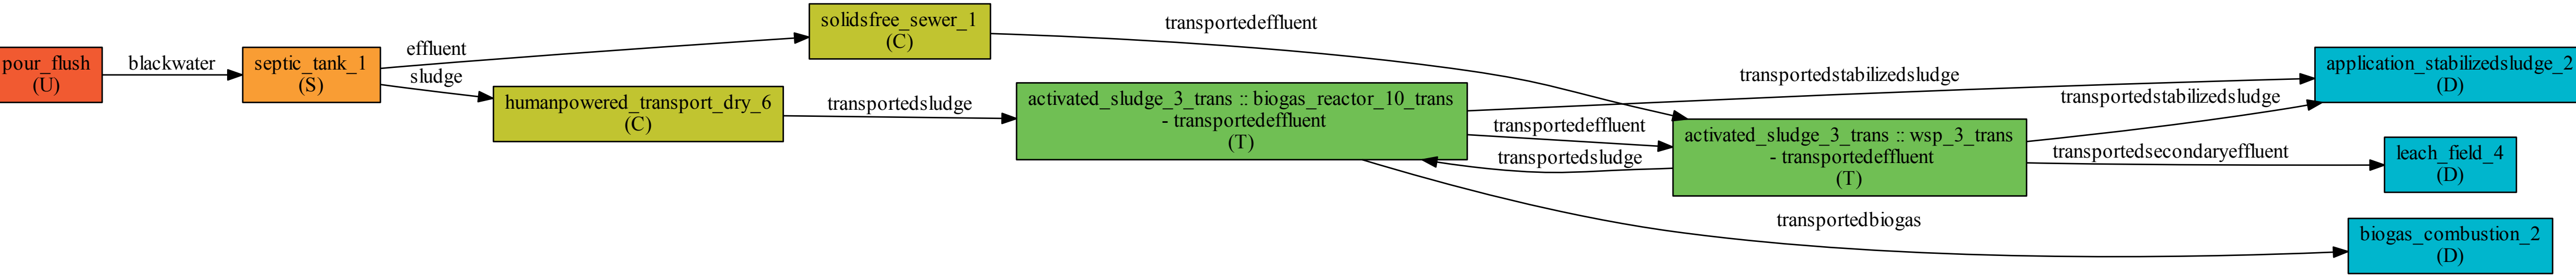 pour_flush
(U)
blackwater
septic_tank_1
(S)
effluent
sludge
solidsfree_sewer_1
(C)
humanpowered_transport_dry_6
(C)
transportedeffluent
transportedsludge
activated_sludge_3_trans :: biogas_reactor_10_trans
- transportedeffluent
(T)
transportedstabilizedsludge
transportedeffluent
transportedsludge
transportedbiogas
activated_sludge_3_trans :: wsp_3_trans
- transportedeffluent
(T)
transportedstabilizedsludge
transportedsecondaryeffluent
application_stabilizedsludge_2
(D)
leach_field_4
(D)
biogas_combustion_2
(D)